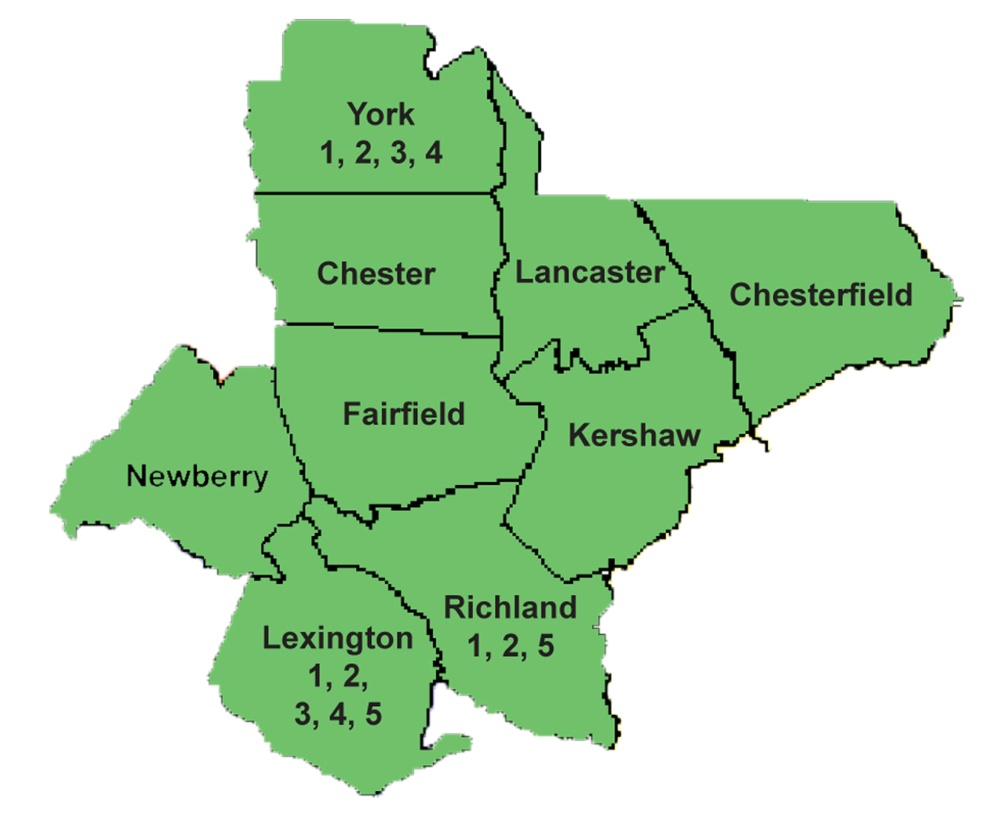 York
1, 2, 3, 4
Chester
Lancaster
Chesterfield
Fairfield
Kershaw
Newberry
Richland
1, 2, 5
Lexington
1, 2,
3, 4, 5